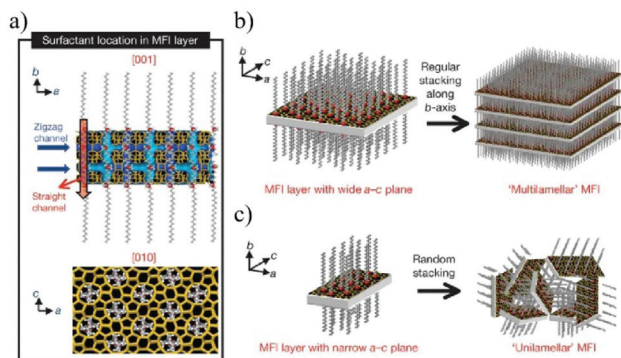 a)
Surfactant location in MFI layer
[001]
b
a
Zigzag
channel
Straight
channel
[010]
c
a
b)
b
c
a
Regular
stacking
along
b-axis
MFI layer with wide a–c plane
'Multilamellar' MFI
c)
b
c
a
Random
stacking
MFI layer with narrow a–c plane
'Unilamellar' MFI